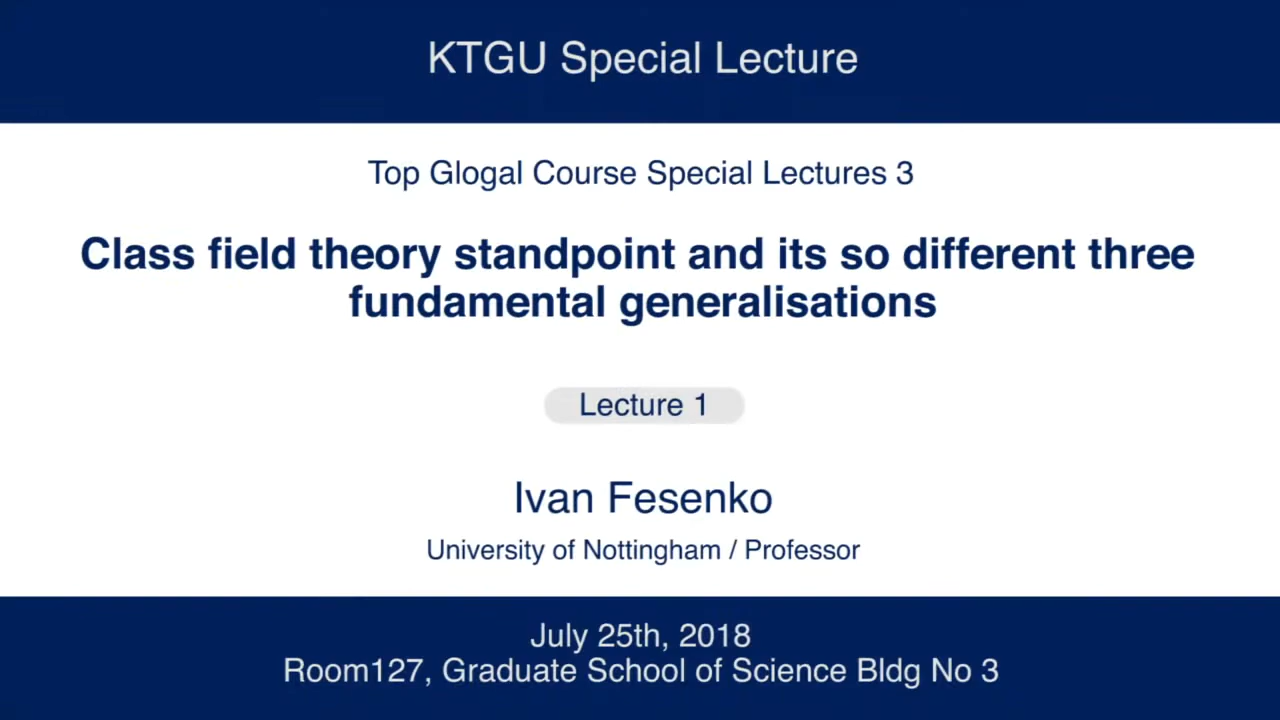 KTGU Special Lecture
Top Glogal Course Special Lectures 3
Class field theory standpoint and its so different three
fundamental generalisations
Lecture 1
Ivan Fesenko
University of Nottingham / Professor
July 25th, 2018
Room127, Graduate School of Science Bldg No 3